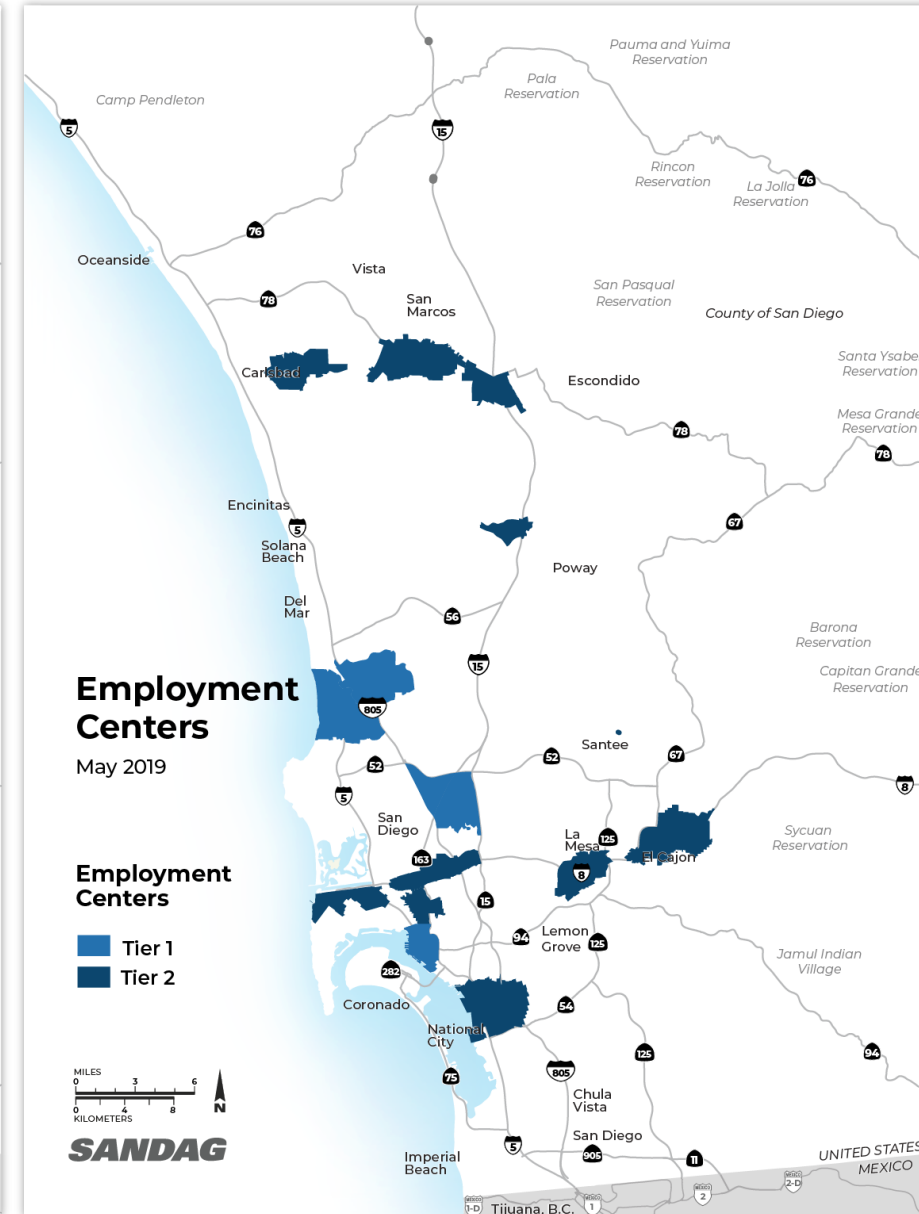 Pauma and Yuima
Reservation
Pala
Reservation
Camp Pendleton
5
15
Rincon
Reservation
76
La Jolla
Reservation
76
Oceanside
Vista
San Pasqual
Reservation
78
San
Marcos
County of San Diego
Santa Ysabe
Reservation
Carlsbad
Escondido
Mesa Grande
Reservation
78
78
Encinitas
5
67
Solana
Beach
Poway
Del
Mar
56
Barona
Reservation
15
Capitan Grande
Reservation
Employment
Centers
May 2019
805
Santee
52
52
67
5
8
San
Diego
La
Mesa
125
Sycuan
Reservation
163
El Cajon
8
Employment
Centers
Tier 1
Tier 2
15
94
Lemon
Grove
125
Jamul Indian
Village
282
Coronado
54
National
City
125
94
75
805
MILES
0 3 6
0 4 8
KILOMETERS
N
SANDAG
Chula
Vista
San Diego
5
905
11
Imperial
Beach
UNITED STATES
MEXICO
MEXICO
1-D
Tijuana, B.C.
1
2
2-D